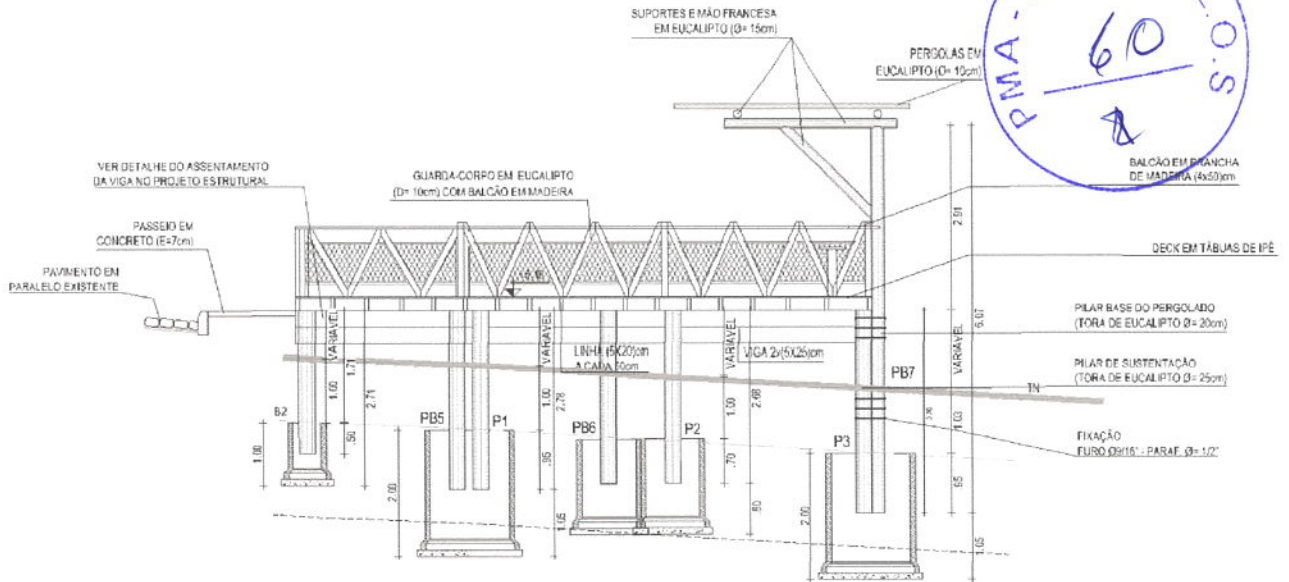 SUPORTES E MÃO FRANCESA
EM EUCALIPTO (Ø= 15cm)
PERGOLAS EM
EUCALIPTO (Ø= 10cm)
PMA -
60
S.O.
VER DETALHE DO ASSENTAMENTO
DA VIGA NO PROJETO ESTRUTURAL
GUARDA-CORPO EM EUCALIPTO
(D= 10cm) COM BALCÃO EM MADEIRA
BALCÃO EM PRANCHA
DE MADEIRA (4x50)cm
PASSEIO EM
CONCRETO (E=7cm)
PAVIMENTO EM
PARALELO EXISTENTE
DECK EM TÁBUAS DE IPÊ
2.91
6.07
VARIAVEL
VARIAVEL
VARIAVEL
VARIAVEL
PILAR BASE DO PERGOLADO
(TORA DE EUCALIPTO Ø= 20cm)
LINHA (5X20)cm
A CADA 50cm
VIGA 2x(5X25)cm
PILAR DE SUSTENTAÇÃO
(TORA DE EUCALIPTO Ø= 25cm)
PB7
TN
1.71
1.00
2.71
1.00
2.78
1.00
2.68
1.03
B2
PB5
P1
PB6
P2
P3
FIXAÇÃO
FURO Ø9/16" - PARAF. Ø= 1/2"
1.00
.50
2.00
.95
1.05
.70
.80
2.00
.95
1.05